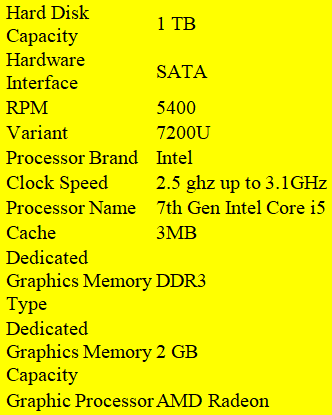 Hard Disk
Capacity 1 TB
Hardware
Interface SATA
RPM 5400
Variant 7200U
Processor Brand Intel
Clock Speed 2.5 ghz up to 3.1GHz
Processor Name 7th Gen Intel Core i5
Cache 3MB
Dedicated
Graphics Memory DDR3
Type
Dedicated
Graphics Memory 2 GB
Capacity
Graphic Processor AMD Radeon